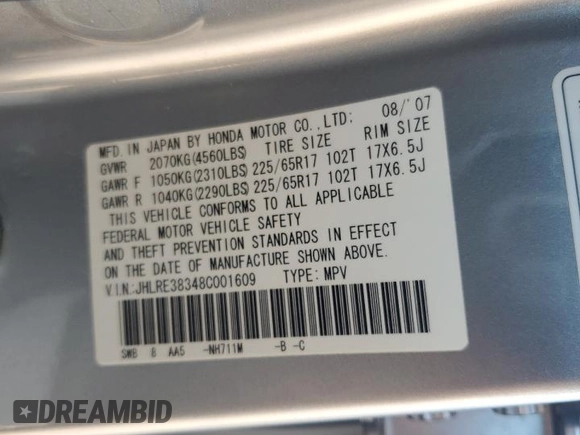 MFD. IN JAPAN BY HONDA MOTOR CO.,LTD: 08/'07
GVWR 2070KG(4560LBS) TIRE SIZE RIM SIZE
GAWR F 1050KG(2310LBS) 225/65R17 102T 17X6.5J
GAWR R 1040KG(2290LBS) 225/65R17 102T 17X6.5J
THIS VEHICLE CONFORMS TO ALL APPLICABLE
FEDERAL MOTOR VEHICLE SAFETY
AND THEFT PREVENTION STANDARDS IN EFFECT
ON THE DATE OF MANUFACTURE SHOWN ABOVE.
V.I.N.:JHLRE38348C001609 TYPE: MPV
SWB B AA5 -NH711M -B -C
DREAMBID